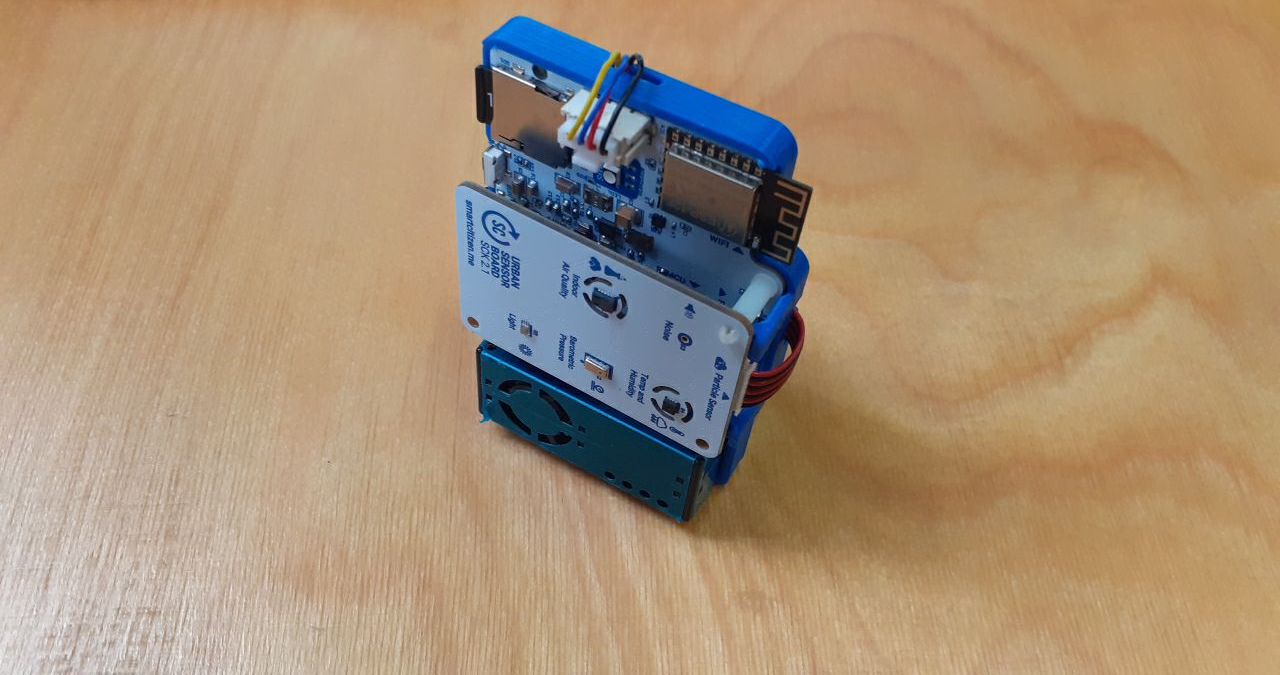 smartcitizen.me
SC
URBAN
SENSOR
BOARD
SCK 2.1
Indoor
Air Quality
Light
Barometric
Pressure
Noise
Temp and
Humidity
Particle Sensor
WIFI